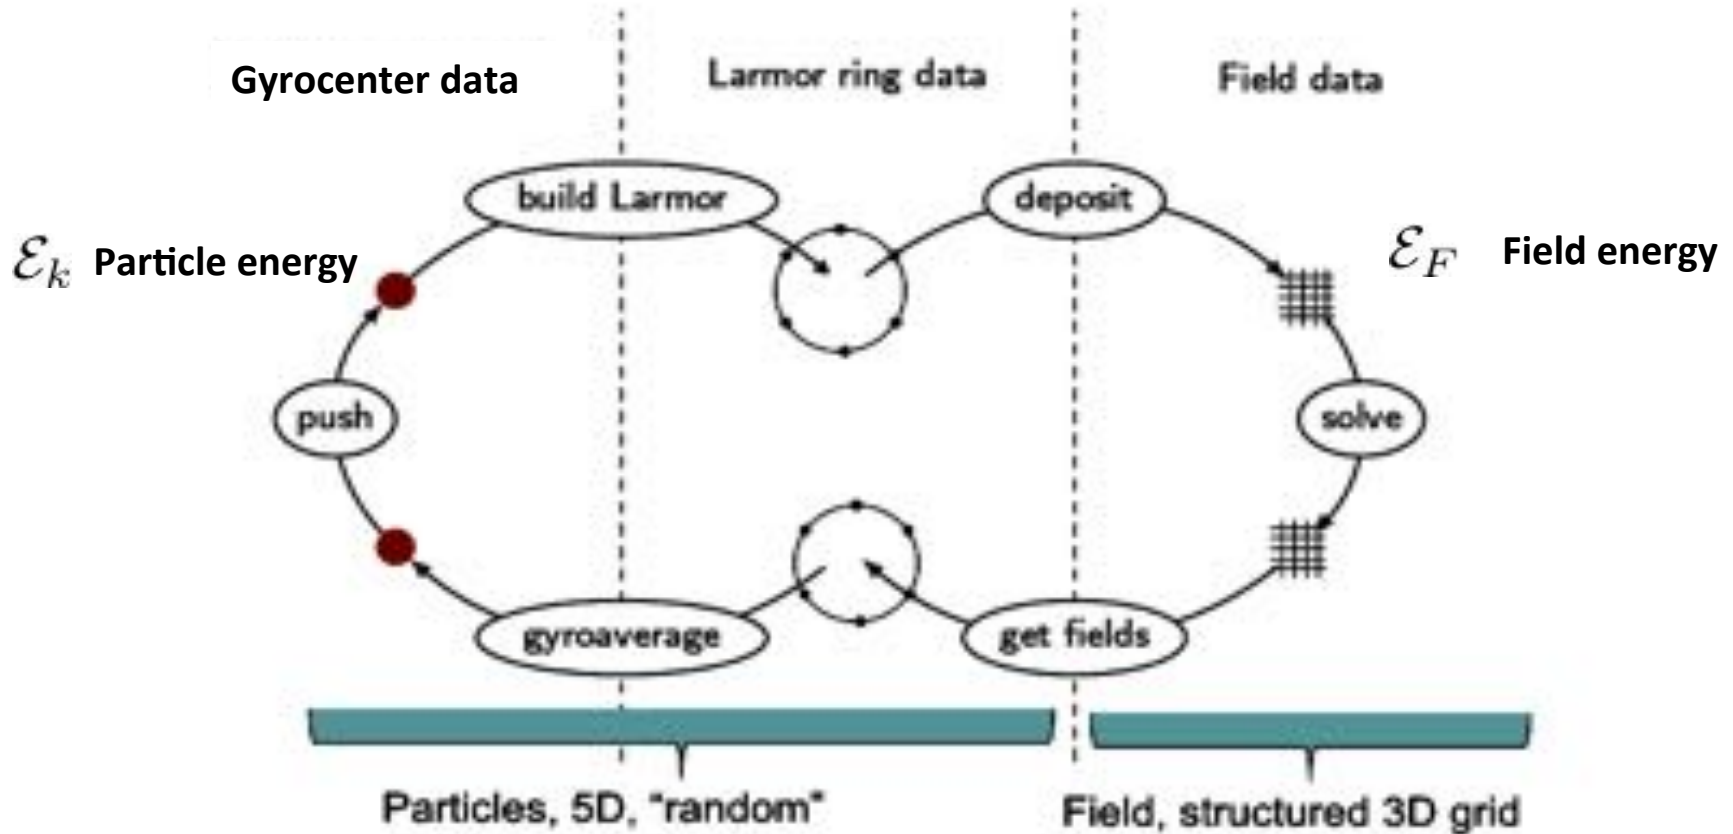 Gyrocenter data
Larmor ring data
Field data
build Larmor
deposit
ℰₖ Particle energy
ℰ_F Field energy
push
solve
gyroaverage
get fields
Particles, 5D, "random"
Field, structured 3D grid